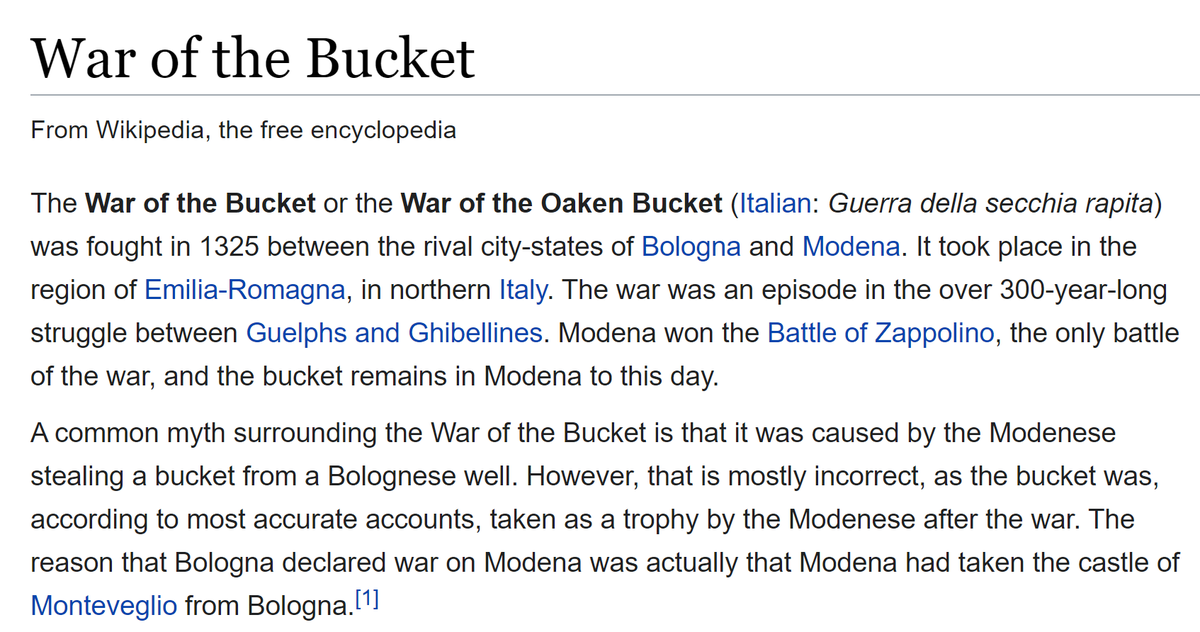 War of the Bucket
From Wikipedia, the free encyclopedia
The War of the Bucket or the War of the Oaken Bucket (Italian: Guerra della secchia rapita)
was fought in 1325 between the rival city-states of Bologna and Modena. It took place in the
region of Emilia-Romagna, in northern Italy. The war was an episode in the over 300-year-long
struggle between Guelphs and Ghibellines. Modena won the Battle of Zappolino, the only battle
of the war, and the bucket remains in Modena to this day.
A common myth surrounding the War of the Bucket is that it was caused by the Modenese
stealing a bucket from a Bolognese well. However, that is mostly incorrect, as the bucket was,
according to most accurate accounts, taken as a trophy by the Modenese after the war. The
reason that Bologna declared war on Modena was actually that Modena had taken the castle of
Monteveglio from Bologna.[1]